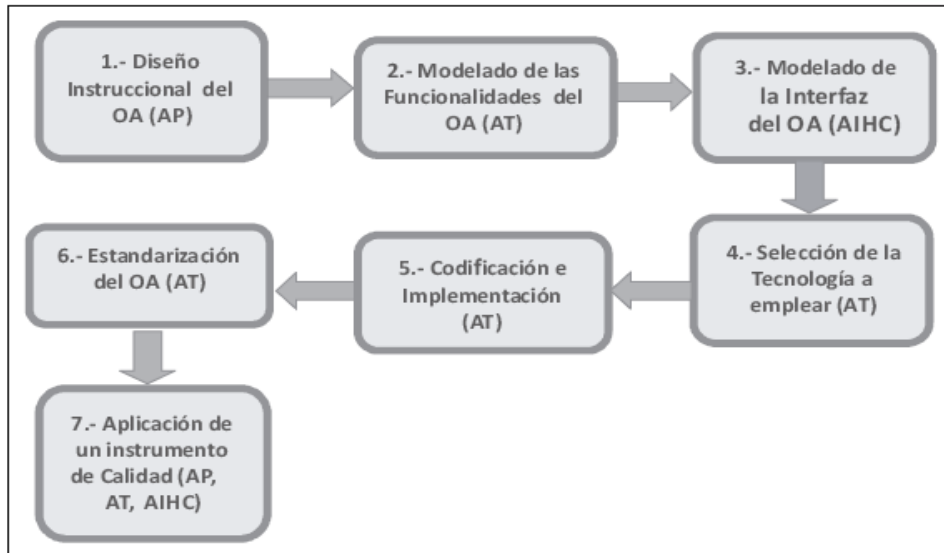 1.- Diseño
Instruccional del
OA (AP)
2.- Modelado de las
Funcionalidades del
OA (AT)
3.- Modelado de
la Interfaz
del OA (AIHC)
4.- Selección de la
Tecnología a
emplear (AT)
5.- Codificación e
Implementación
(AT)
6.- Estandarización
del OA (AT)
7.- Aplicación de
un instrumento
de Calidad (AP,
AT, AIHC)